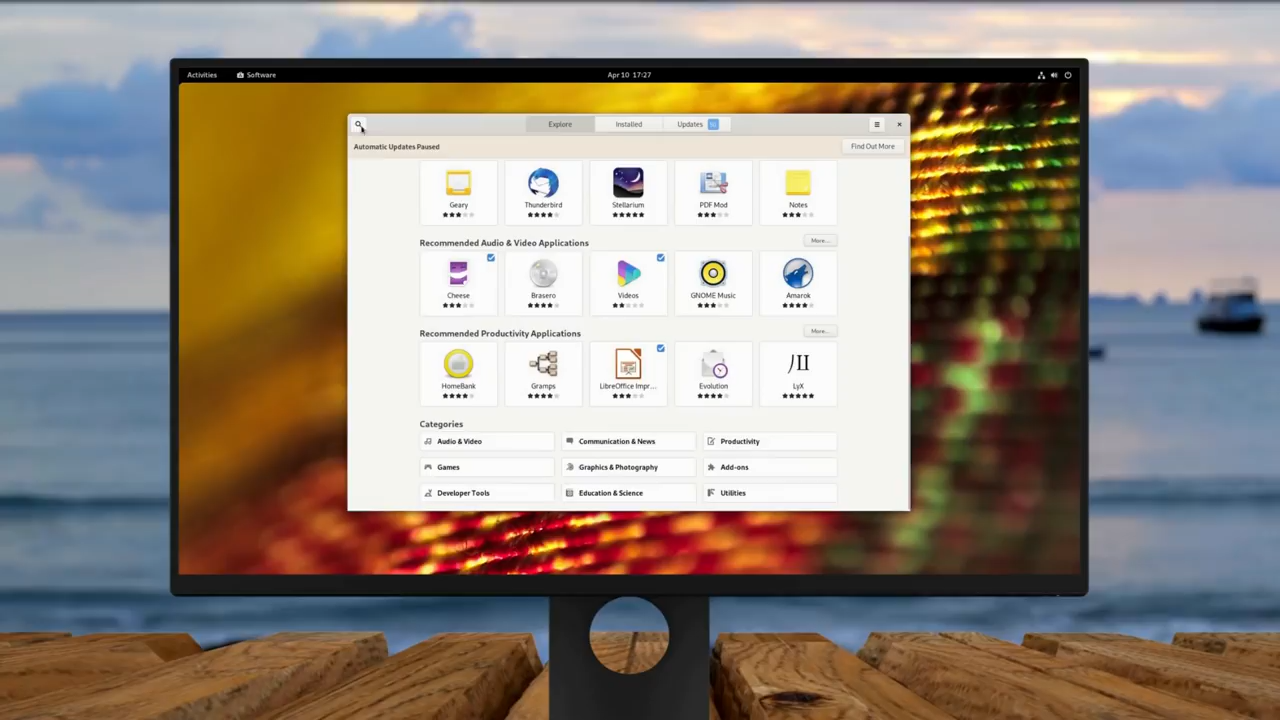 Activities Software Apr 10 17:27
Explore Installed Updates
Automatic Updates Paused Find Out More
Geary Thunderbird Stellarium PDF Mod Notes
Recommended Audio & Video Applications More...
Cheese Brasero Videos GNOME Music Amarok
Recommended Productivity Applications More...
HomeBank Gramps LibreOffice Impr... Evolution LyX
Categories
Audio & Video Communication & News Productivity
Games Graphics & Photography Add-ons
Developer Tools Education & Science Utilities